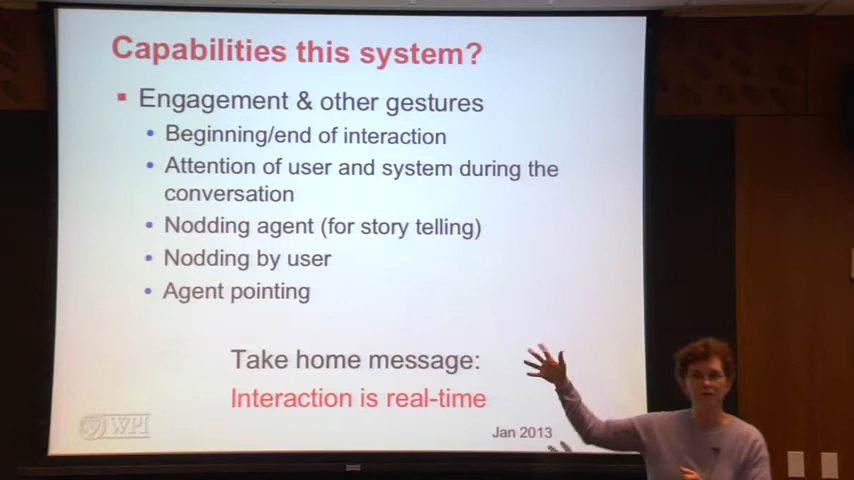 Capabilities this system?
Engagement & other gestures
Beginning/end of interaction
Attention of user and system during the
conversation
Nodding agent (for story telling)
Nodding by user
Agent pointing
Take home message:
Interaction is real-time
WPI
Jan 2013